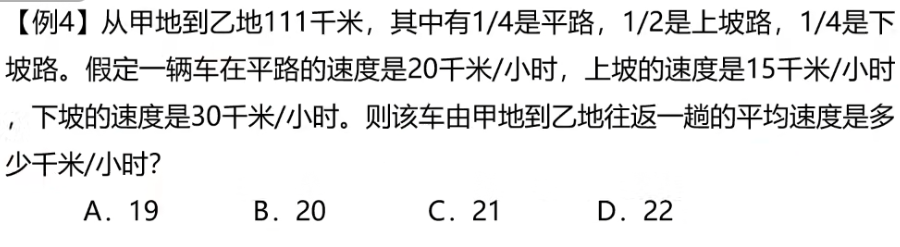 【例4】从甲地到乙地111千米，其中有1/4是平路，1/2是上坡路，1/4是下
坡路。假定一辆车在平路的速度是20千米/小时，上坡的速度是15千米/小时
，下坡的速度是30千米/小时。则该车由甲地到乙地往返一趟的平均速度是多
少千米/小时?
A．19 B．20 C．21 D．22